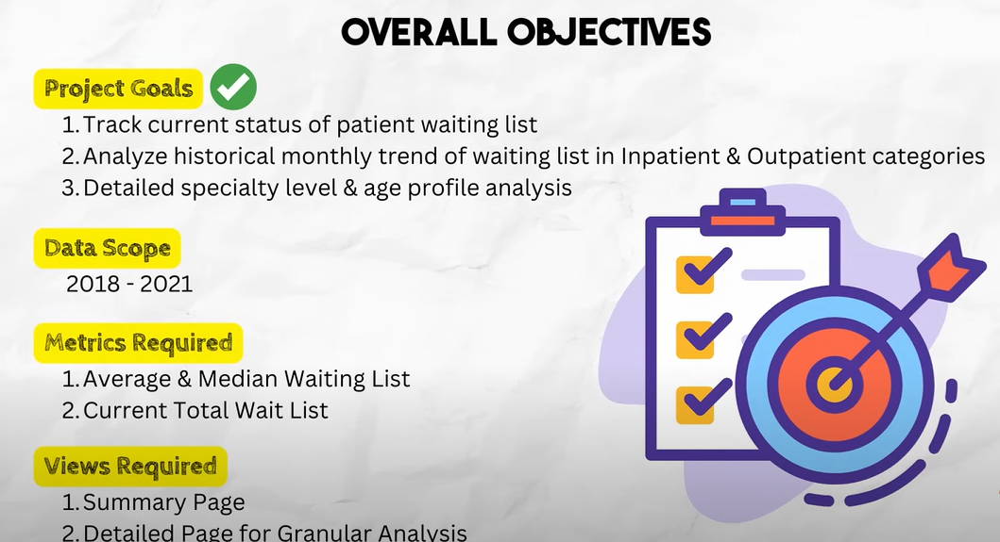 OVERALL OBJECTIVES
Project Goals
1. Track current status of patient waiting list
2. Analyze historical monthly trend of waiting list in Inpatient & Outpatient categories
3. Detailed specialty level & age profile analysis
Data Scope
2018 - 2021
Metrics Required
1. Average & Median Waiting List
2. Current Total Wait List
Views Required
1. Summary Page
2. Detailed Page for Granular Analysis